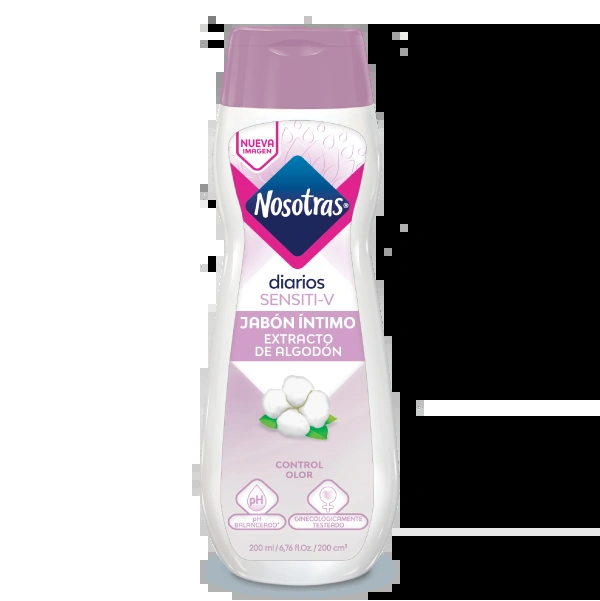 NUEVA
IMAGEN
Nosotras®
diarios
SENSITI-V
JABÓN ÍNTIMO
EXTRACTO
DE ALGODÓN
CONTROL
OLOR
pH
pH
BALANCEADO*
GINECOLÓGICAMENTE
TESTEADO
200 ml / 6,76 fl.Oz. / 200 cm³